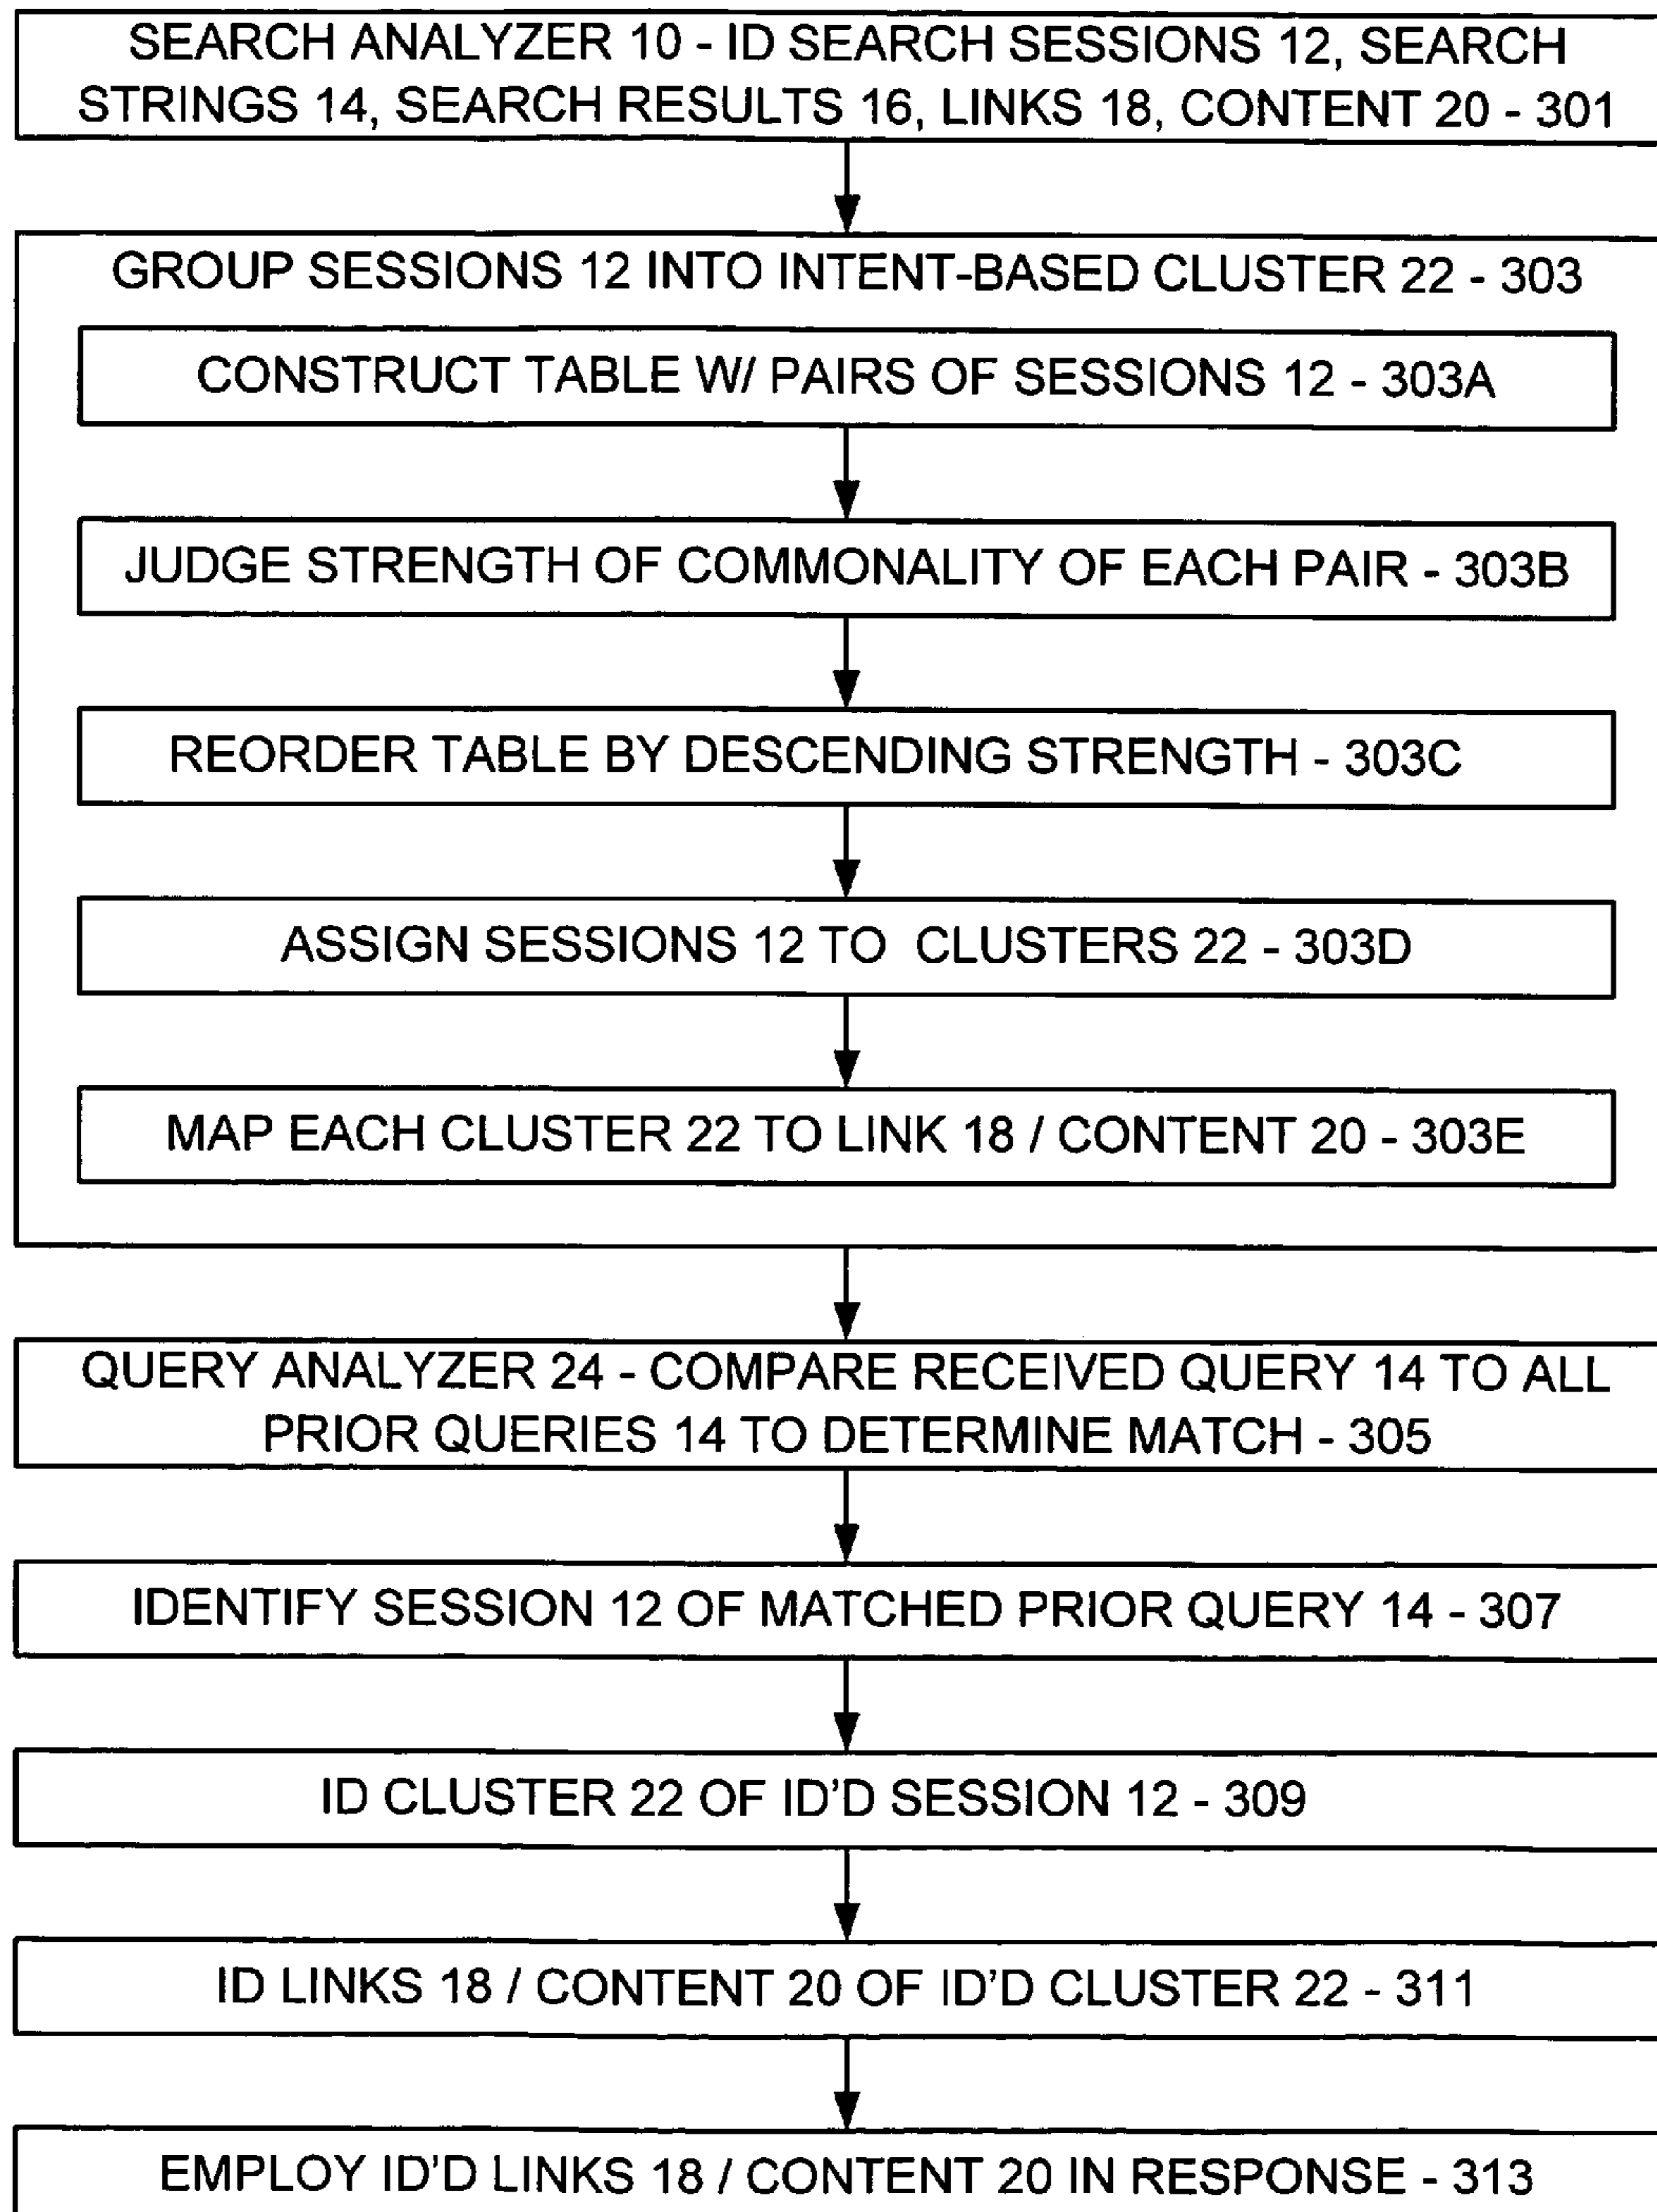 SEARCH ANALYZER 10 - ID SEARCH SESSIONS 12, SEARCH
STRINGS 14, SEARCH RESULTS 16, LINKS 18, CONTENT 20 - 301
GROUP SESSIONS 12 INTO INTENT-BASED CLUSTER 22 - 303
CONSTRUCT TABLE W/ PAIRS OF SESSIONS 12 - 303A
JUDGE STRENGTH OF COMMONALITY OF EACH PAIR - 303B
REORDER TABLE BY DESCENDING STRENGTH - 303C
ASSIGN SESSIONS 12 TO CLUSTERS 22 - 303D
MAP EACH CLUSTER 22 TO LINK 18 / CONTENT 20 - 303E
QUERY ANALYZER 24 - COMPARE RECEIVED QUERY 14 TO ALL
PRIOR QUERIES 14 TO DETERMINE MATCH - 305
IDENTIFY SESSION 12 OF MATCHED PRIOR QUERY 14 - 307
ID CLUSTER 22 OF ID'D SESSION 12 - 309
ID LINKS 18 / CONTENT 20 OF ID'D CLUSTER 22 - 311
EMPLOY ID'D LINKS 18 / CONTENT 20 IN RESPONSE - 313